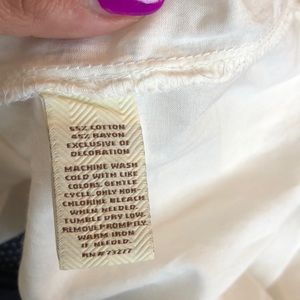 55% COTTON
45% RAYON
EXCLUSIVE OF
DECORATION
MACHINE WASH
COLD WITH LIKE
COLORS, GENTLE
CYCLE. ONLY NON-
CHLORINE BLEACH
WHEN NEEDED.
TUMBLE DRY LOW.
REMOVE PROMPTLY.
WARM IRON
IF NEEDED.
RN# 73277